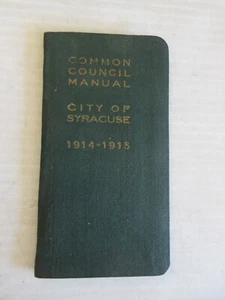 COMMON
COUNCIL
MANUAL
CITY OF
SYRACUSE
1914-1915